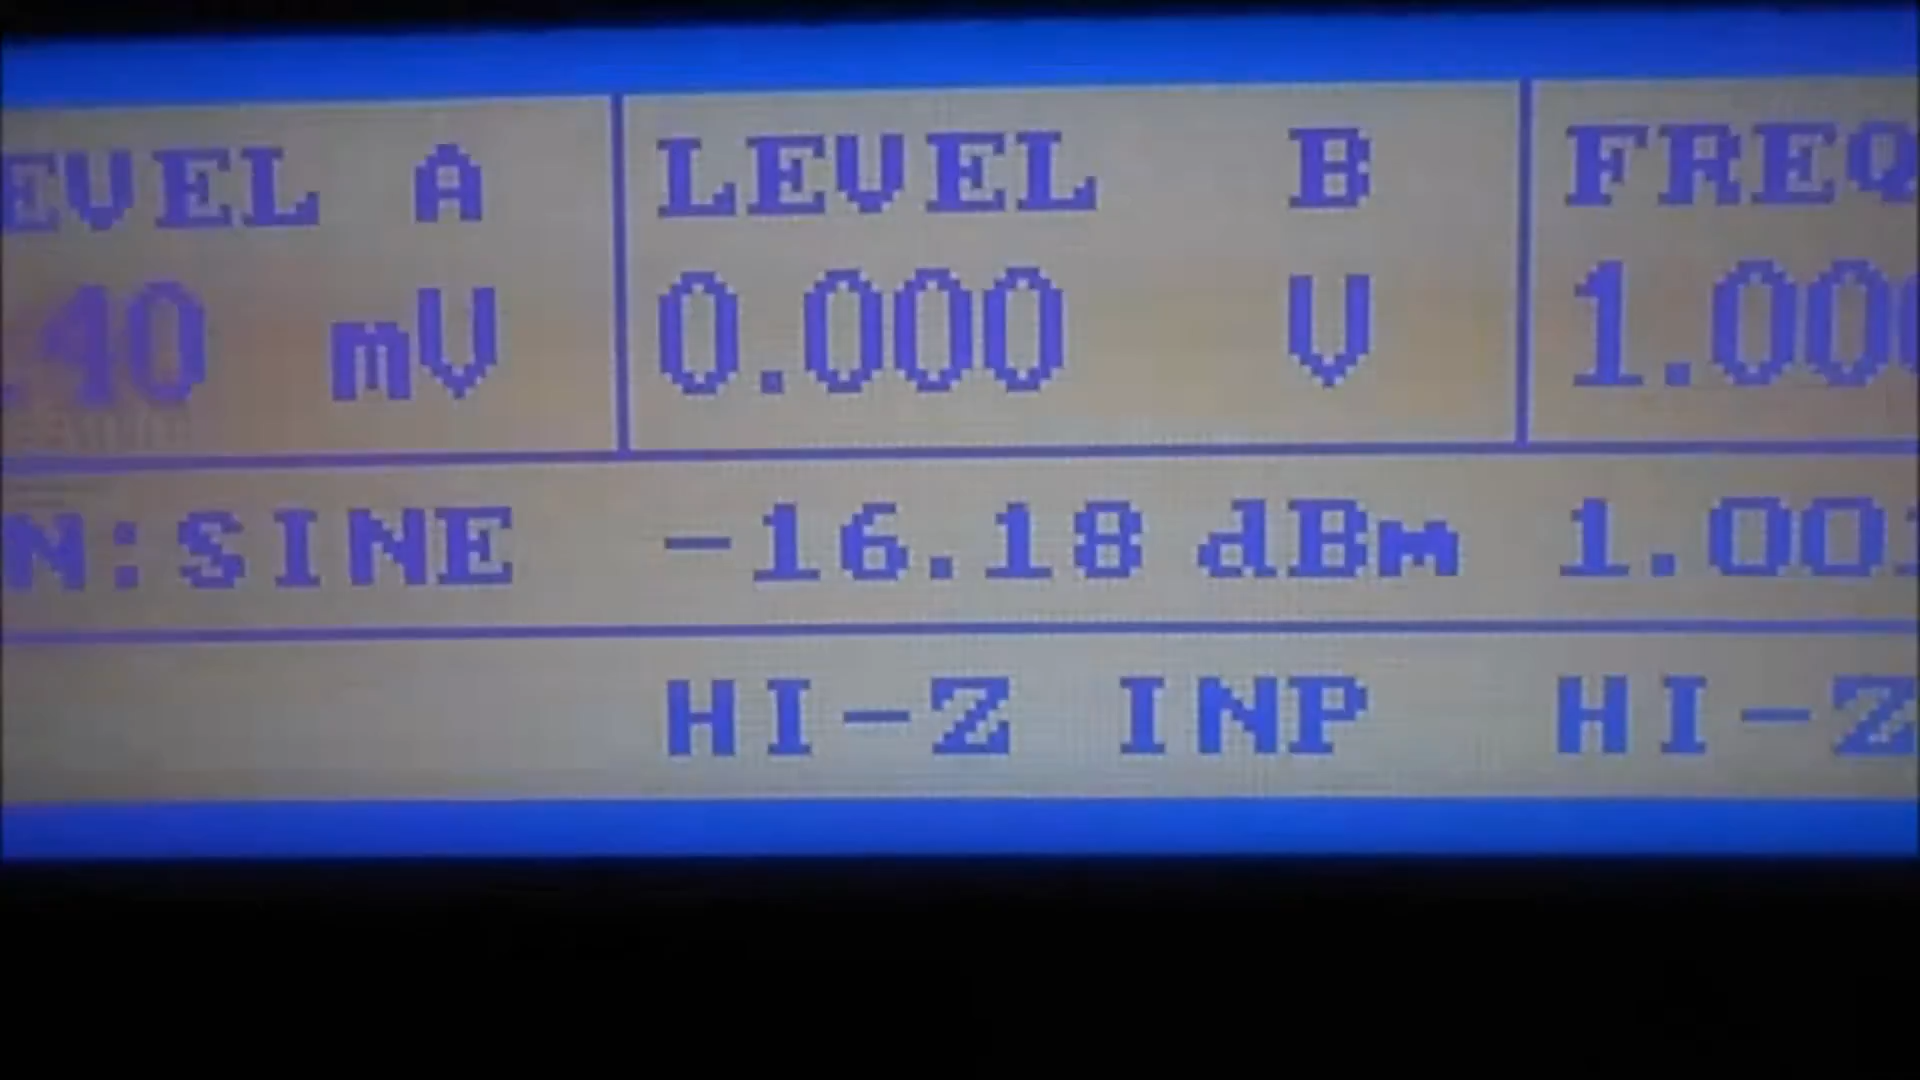 EVEL A LEVEL B FREQ
.40 mV 0.000 V 1.00
N:SINE -16.18 dBm 1.00
HI-Z INP HI-Z